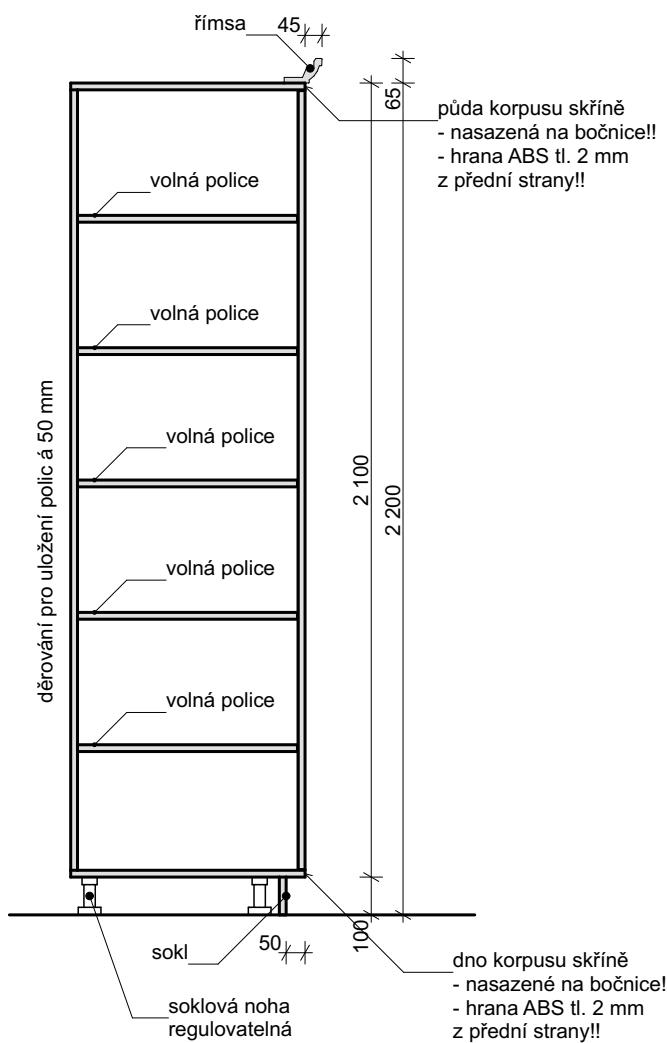 římsa
45
65
půda korpusu skříně
- nasazená na bočnice!!
- hrana ABS tl. 2 mm
z přední strany!!
volná police
volná police
volná police
volná police
volná police
děrování pro uložení polic á 50 mm
2 100
2 200
100
sokl
50
soklová noha
regulovatelná
dno korpusu skříně
- nasazené na bočnice!
- hrana ABS tl. 2 mm
z přední strany!!